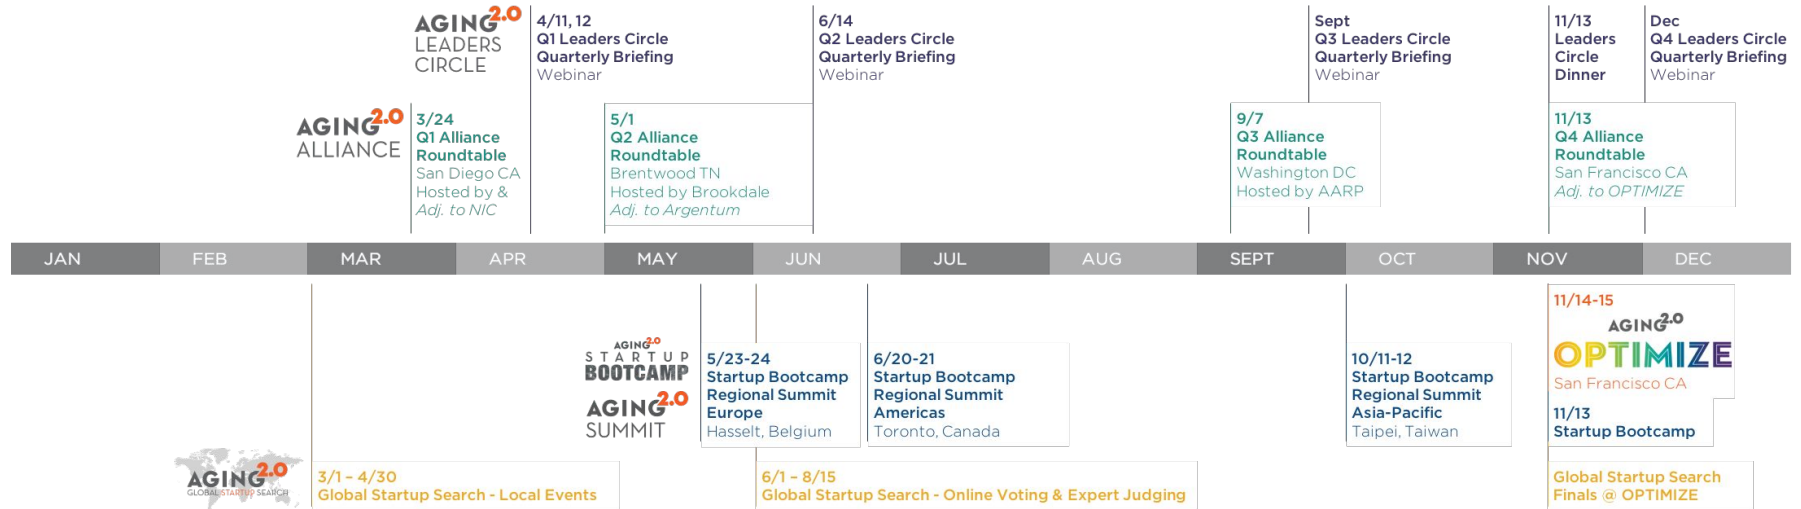 AGING2.0
LEADERS
CIRCLE
4/11, 12
Q1 Leaders Circle
Quarterly Briefing
Webinar
6/14
Q2 Leaders Circle
Quarterly Briefing
Webinar
Sept
Q3 Leaders Circle
Quarterly Briefing
Webinar
11/13
Leaders
Circle
Dinner
Dec
Q4 Leaders Circle
Quarterly Briefing
Webinar
AGING2.0
ALLIANCE
3/24
Q1 Alliance
Roundtable
San Diego CA
Hosted by &
Adj. to NIC
5/1
Q2 Alliance
Roundtable
Brentwood TN
Hosted by Brookdale
Adj. to Argentum
9/7
Q3 Alliance
Roundtable
Washington DC
Hosted by AARP
11/13
Q4 Alliance
Roundtable
San Francisco CA
Adj. to OPTIMIZE
JAN FEB MAR APR MAY JUN JUL AUG SEPT OCT NOV DEC
AGING2.0
STARTUP
BOOTCAMP
AGING2.0
SUMMIT
5/23-24
Startup Bootcamp
Regional Summit
Europe
Hasselt, Belgium
6/20-21
Startup Bootcamp
Regional Summit
Americas
Toronto, Canada
10/11-12
Startup Bootcamp
Regional Summit
Asia-Pacific
Taipei, Taiwan
11/14-15
AGING2.0
OPTIMIZE
San Francisco CA
11/13
Startup Bootcamp
AGING2.0
GLOBAL STARTUP SEARCH
3/1 – 4/30
Global Startup Search - Local Events
6/1 – 8/15
Global Startup Search - Online Voting & Expert Judging
Global Startup Search
Finals @ OPTIMIZE